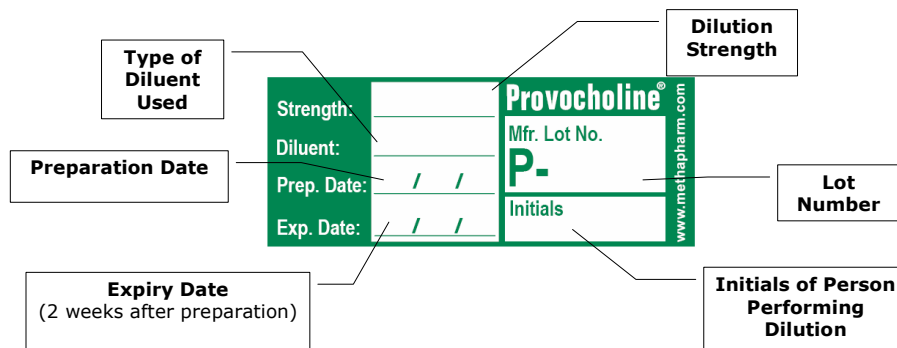 Dilution
Strength
Type of
Diluent
Used
Preparation Date
Expiry Date
(2 weeks after preparation)
Strength:
Diluent:
Prep. Date: / /
Exp. Date: / /
Provocholine®
Mfr. Lot No.
P-
Initials
www.methapharm.com
Lot
Number
Initials of Person
Performing
Dilution